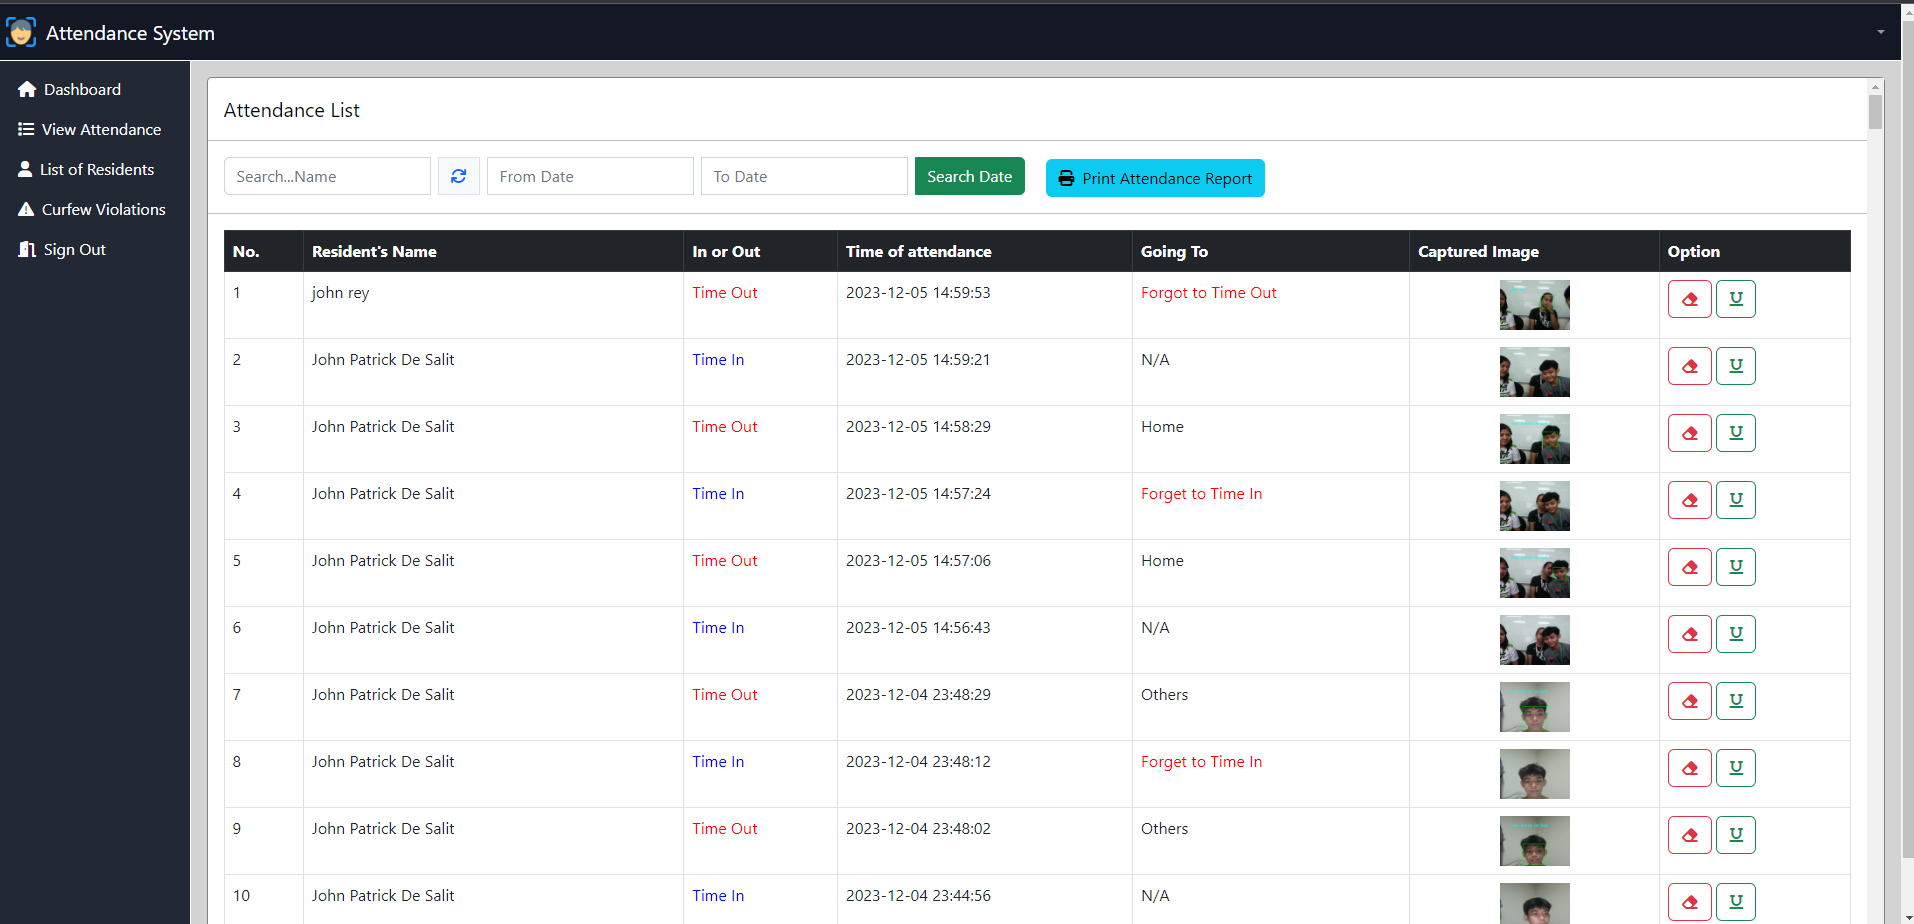 Attendance System
Dashboard
View Attendance
List of Residents
Curfew Violations
Sign Out
Attendance List
Search...Name From Date To Date Search Date Print Attendance Report
No. Resident's Name In or Out Time of attendance Going To Captured Image Option
1 john rey Time Out 2023-12-05 14:59:53 Forgot to Time Out
2 John Patrick De Salit Time In 2023-12-05 14:59:21 N/A
3 John Patrick De Salit Time Out 2023-12-05 14:58:29 Home
4 John Patrick De Salit Time In 2023-12-05 14:57:24 Forget to Time In
5 John Patrick De Salit Time Out 2023-12-05 14:57:06 Home
6 John Patrick De Salit Time In 2023-12-05 14:56:43 N/A
7 John Patrick De Salit Time Out 2023-12-04 23:48:29 Others
8 John Patrick De Salit Time In 2023-12-04 23:48:12 Forget to Time In
9 John Patrick De Salit Time Out 2023-12-04 23:48:02 Others
10 John Patrick De Salit Time In 2023-12-04 23:44:56 N/A